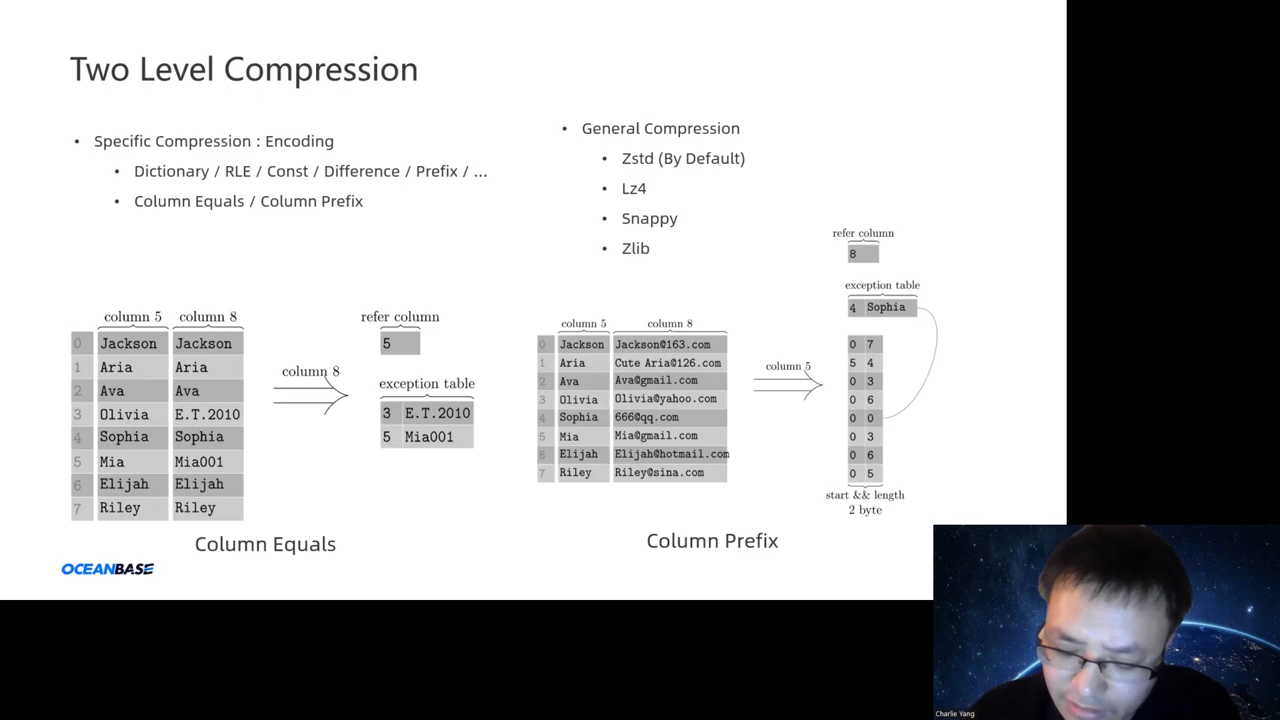 Two Level Compression
• Specific Compression : Encoding
• Dictionary / RLE / Const / Difference / Prefix / ...
• Column Equals / Column Prefix
• General Compression
• Zstd (By Default)
• Lz4
• Snappy
• Zlib
column 5 column 8
0 Jackson Jackson
1 Aria Aria
2 Ava Ava
3 Olivia E.T.2010
4 Sophia Sophia
5 Mia Mia001
6 Elijah Elijah
7 Riley Riley
column 8
refer column
5
exception table
3 E.T.2010
5 Mia001
Column Equals
column 5 column 8
0 Jackson Jackson@163.com
1 Aria Cute Aria@126.com
2 Ava Ava@gmail.com
3 Olivia Olivia@yahoo.com
4 Sophia 666@qq.com
5 Mia Mia@gmail.com
6 Elijah Elijah@hotmail.com
7 Riley Riley@sina.com
column 5
refer column
8
exception table
4 Sophia
0 7
5 4
0 3
0 6
0 0
0 3
0 6
0 5
start && length
2 byte
Column Prefix
OCEANBASE
Charlie Yang